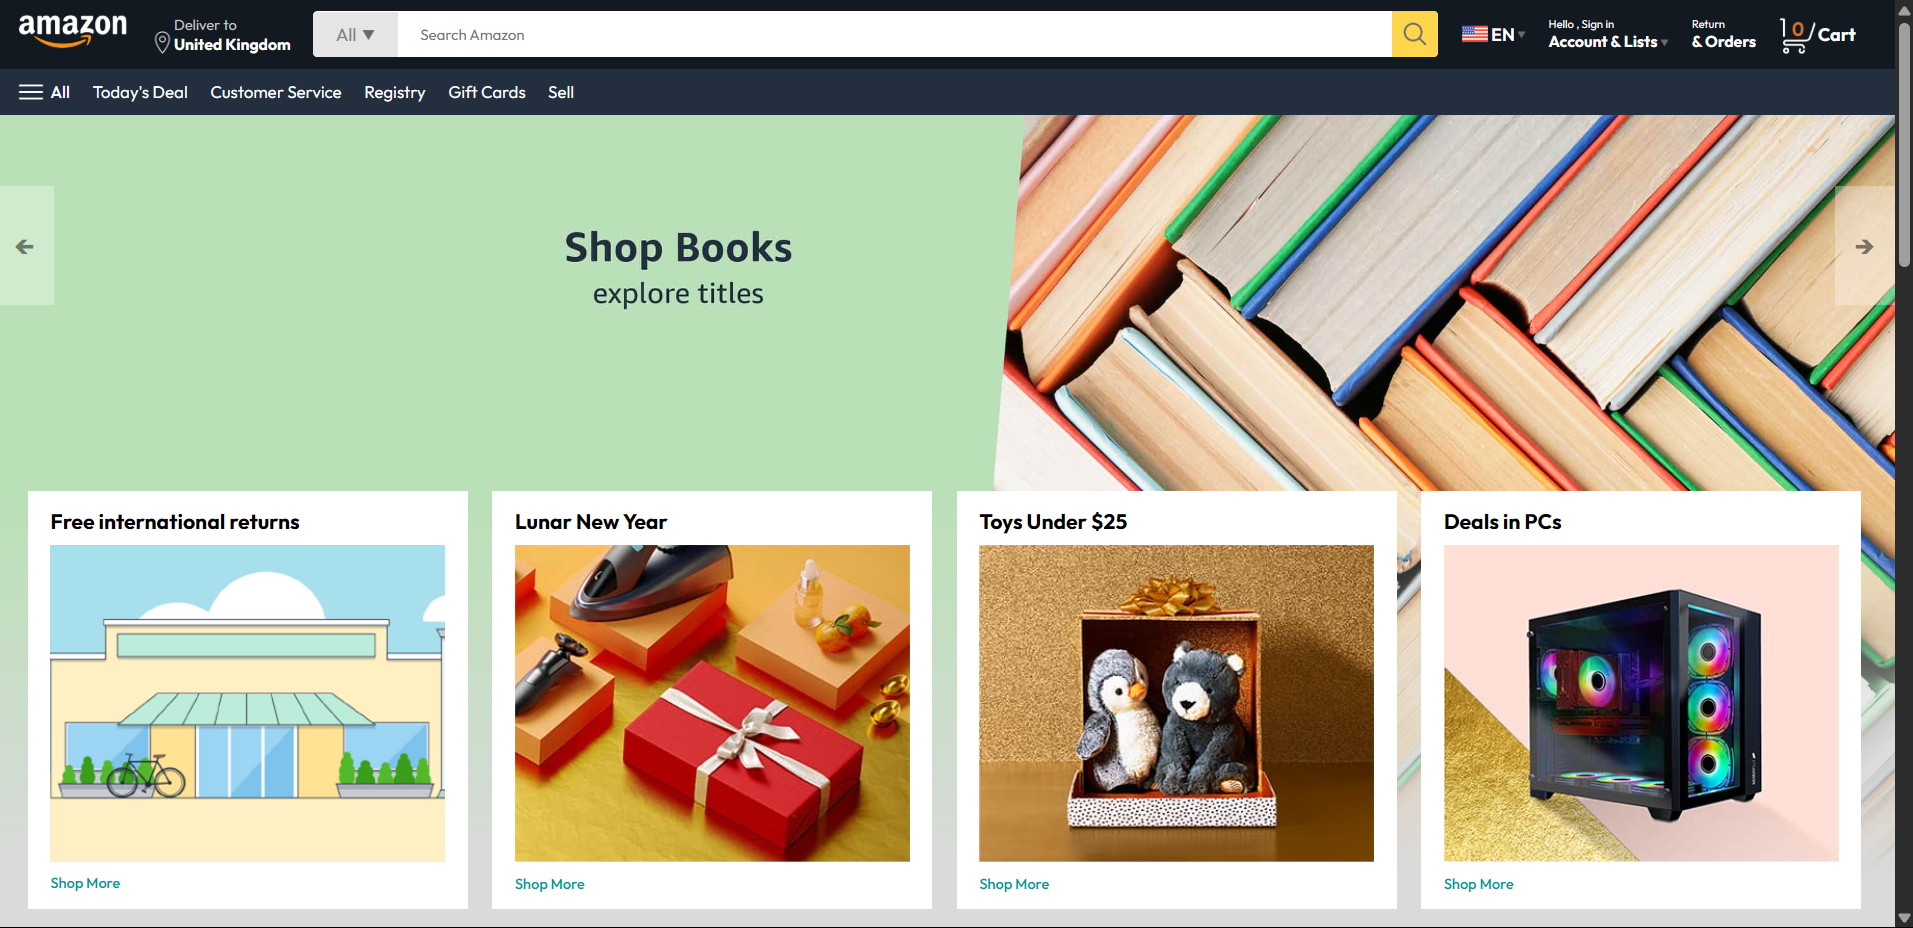 amazon
Deliver to
United Kingdom
All ▼
Search Amazon
EN
Hello , Sign in
Account & Lists
Return
& Orders
0
Cart
All
Today's Deal
Customer Service
Registry
Gift Cards
Sell
Shop Books
explore titles
Free international returns
Lunar New Year
Toys Under $25
Deals in PCs
Shop More
Shop More
Shop More
Shop More